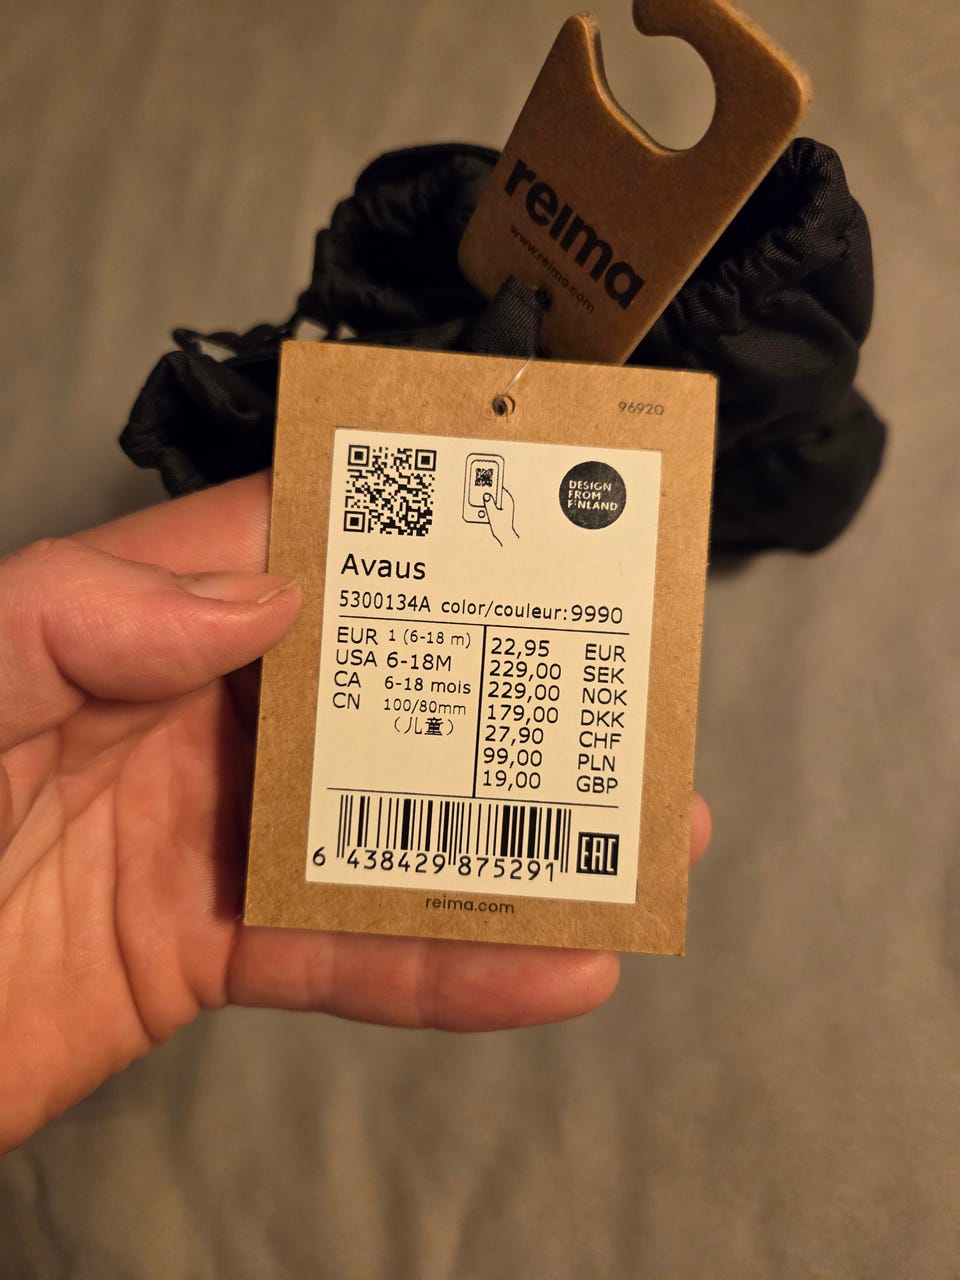 reima
www.reima.com
96920
DESIGN
FROM
FINLAND
Avaus
5300134A color/couleur:9990
EUR 1 (6-18 m)
USA 6-18M
CA 6-18 mois
CN 100/80mm
(儿童)
22,95 EUR
229,00 SEK
229,00 NOK
179,00 DKK
27,90 CHF
99,00 PLN
19,00 GBP
6 438429 875291
EAC
reima.com